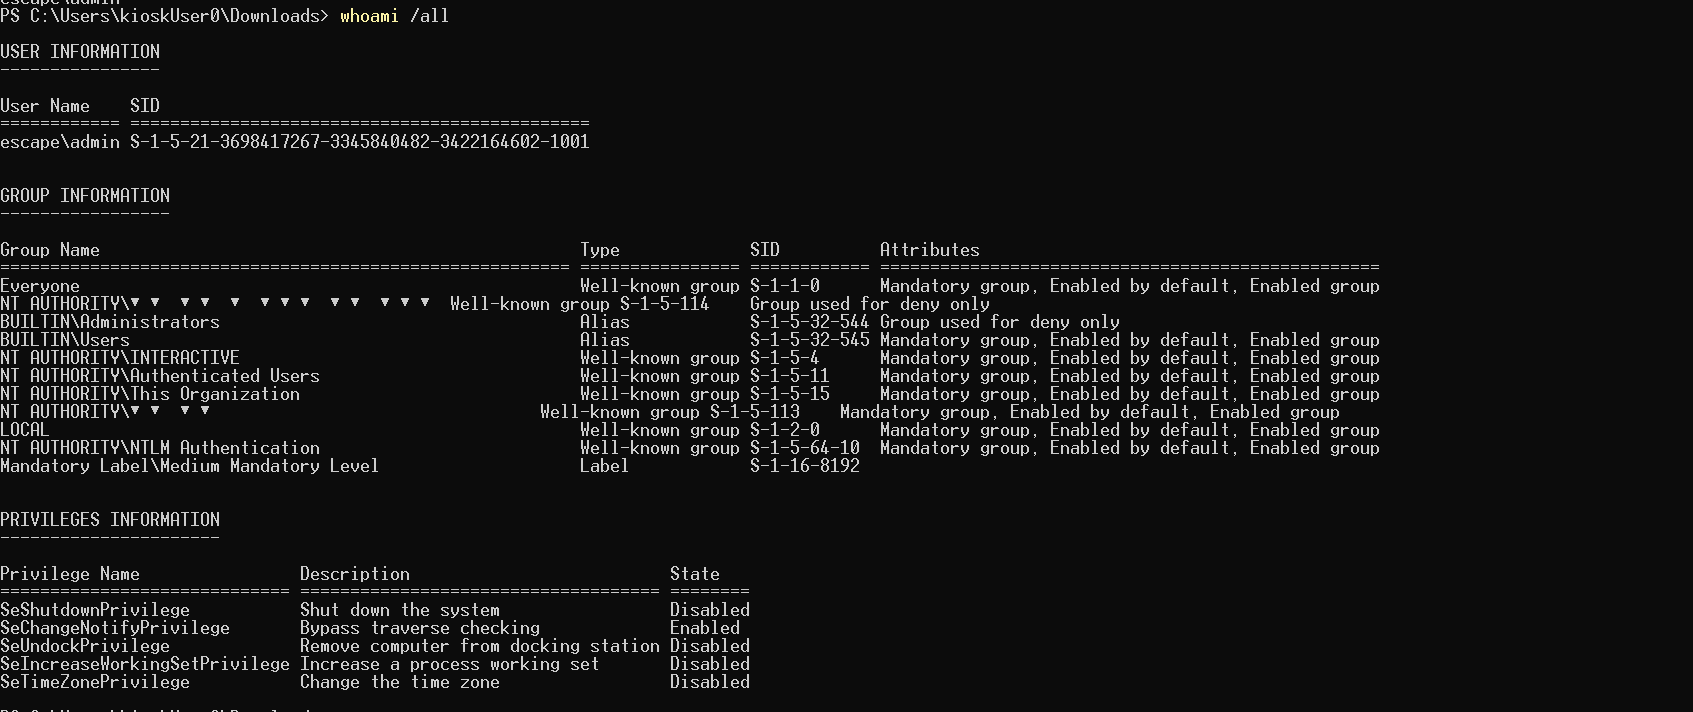 PS C:\Users\kioskUser0\Downloads> whoami /all
USER INFORMATION
----------------
User Name    SID
============ ==============================================
escape\admin S-1-5-21-3698417267-3345840482-3422164602-1001
GROUP INFORMATION
-----------------
Group Name                                                Type             SID          Attributes
========================================================= ================ ============ ==================================================
Everyone                                                  Well-known group S-1-1-0      Mandatory group, Enabled by default, Enabled group
NT AUTHORITY\▼ ▼  ▼ ▼  ▼  ▼ ▼ ▼  ▼ ▼  ▼ ▼ ▼  Well-known group S-1-5-114    Group used for deny only
BUILTIN\Administrators                                    Alias            S-1-5-32-544 Group used for deny only
BUILTIN\Users                                             Alias            S-1-5-32-545 Mandatory group, Enabled by default, Enabled group
NT AUTHORITY\INTERACTIVE                                  Well-known group S-1-5-4      Mandatory group, Enabled by default, Enabled group
NT AUTHORITY\Authenticated Users                          Well-known group S-1-5-11     Mandatory group, Enabled by default, Enabled group
NT AUTHORITY\This Organization                            Well-known group S-1-5-15     Mandatory group, Enabled by default, Enabled group
NT AUTHORITY\▼ ▼  ▼ ▼                                 Well-known group S-1-5-113    Mandatory group, Enabled by default, Enabled group
LOCAL                                                     Well-known group S-1-2-0      Mandatory group, Enabled by default, Enabled group
NT AUTHORITY\NTLM Authentication                          Well-known group S-1-5-64-10  Mandatory group, Enabled by default, Enabled group
Mandatory Label\Medium Mandatory Level                    Label            S-1-16-8192
PRIVILEGES INFORMATION
----------------------
Privilege Name                Description                          State
============================= ==================================== ========
SeShutdownPrivilege           Shut down the system                 Disabled
SeChangeNotifyPrivilege       Bypass traverse checking             Enabled
SeUndockPrivilege             Remove computer from docking station Disabled
SeIncreaseWorkingSetPrivilege Increase a process working set       Disabled
SeTimeZonePrivilege           Change the time zone                 Disabled